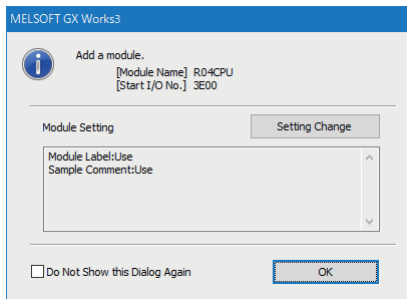 MELSOFT GX Works3
Add a module.
[Module Name] R04CPU
[Start I/O No.] 3E00
Module Setting
Setting Change
Module Label:Use
Sample Comment:Use
Do Not Show this Dialog Again
OK